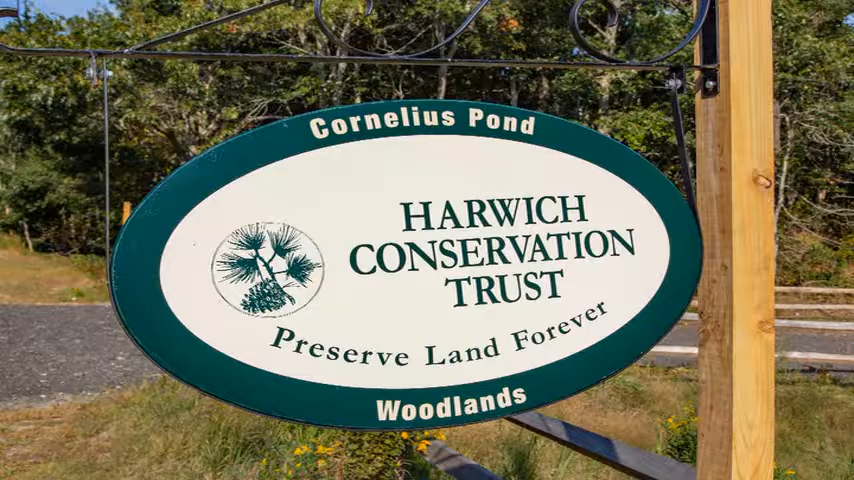 Cornelius Pond
HARWICH
CONSERVATION
TRUST
Preserve Land Forever
Woodlands